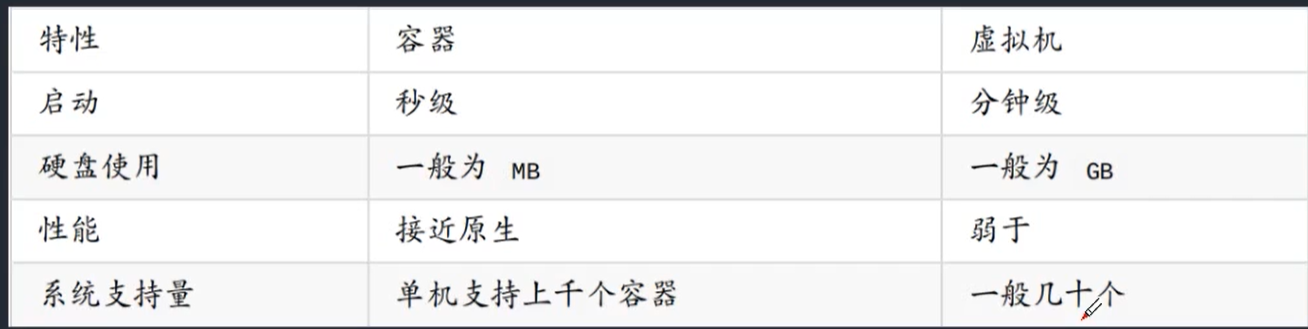 特性 容器 虚拟机
启动 秒级 分钟级
硬盘使用 一般为 MB 一般为 GB
性能 接近原生 弱于
系统支持量 单机支持上千个容器 一般几十个